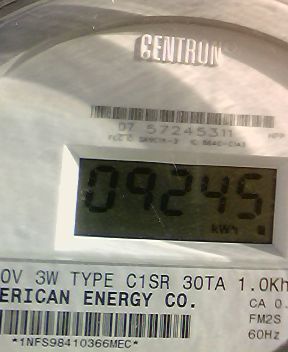 CENTRON
07 57245311
09245
kWh
0V 3W TYPE C1SR 30TA 1.0Kh
ERICAN ENERGY CO.
CA 0.
FM2S
60Hz
*1NFS98410366MEC*